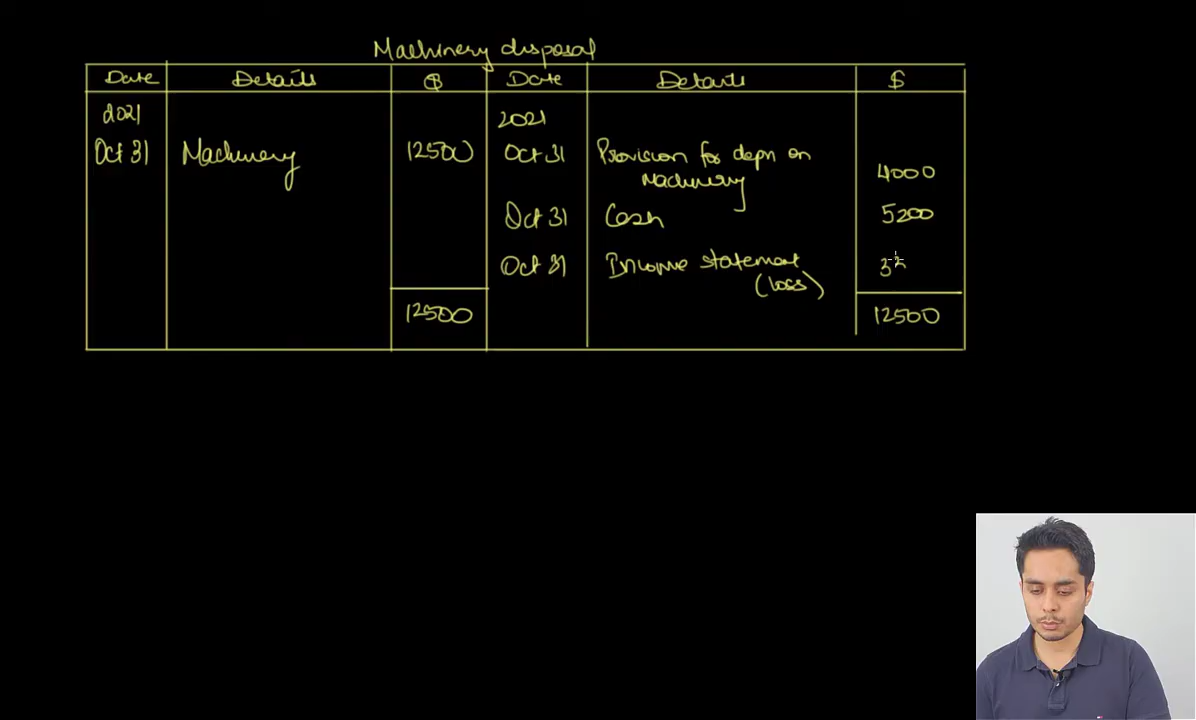 Machinery disposal
Date Details $ Date Details $
2021 2021
Oct 31 Machinery 12500 Oct 31 Provision for depn on
Machinery 4000
Oct 31 Cash 5200
Oct 31 Income statement 3
(loss)
12500 12500